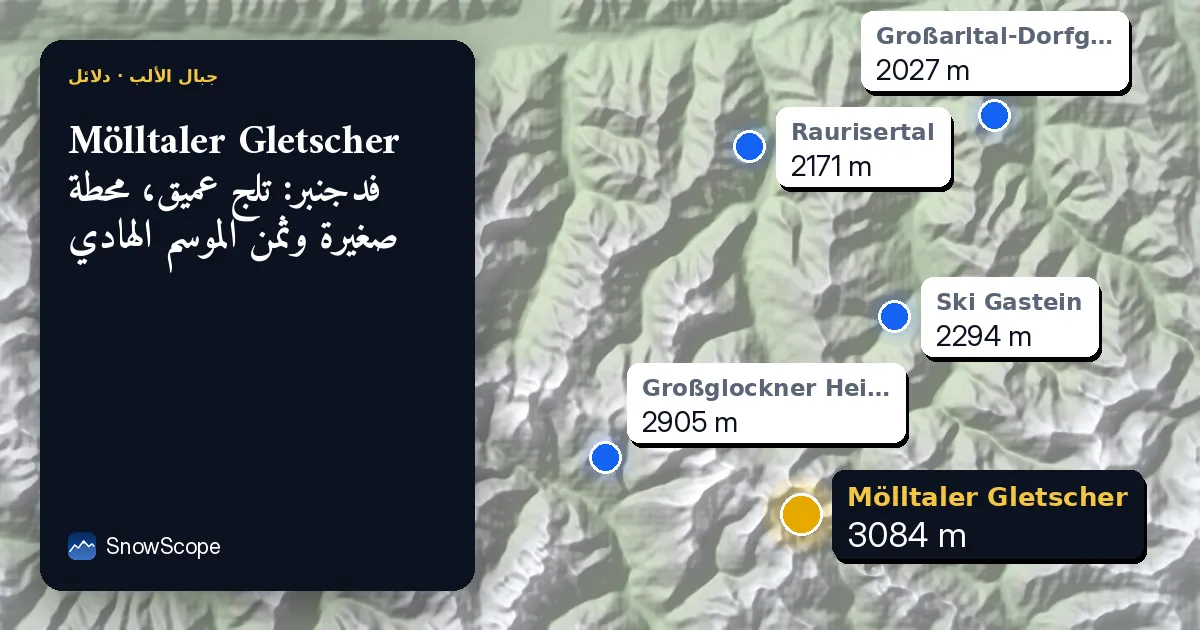 جبال الألب · دلائل
Mölltaler Gletscher
فدجنبر: تلج عميق، محطة
صغيرة وثمن الموسم الهادي
SnowScope
Großarltal-Dorfg...
2027 m
Raurisertal
2171 m
Ski Gastein
2294 m
Großglockner Hei...
2905 m
Mölltaler Gletscher
3084 m